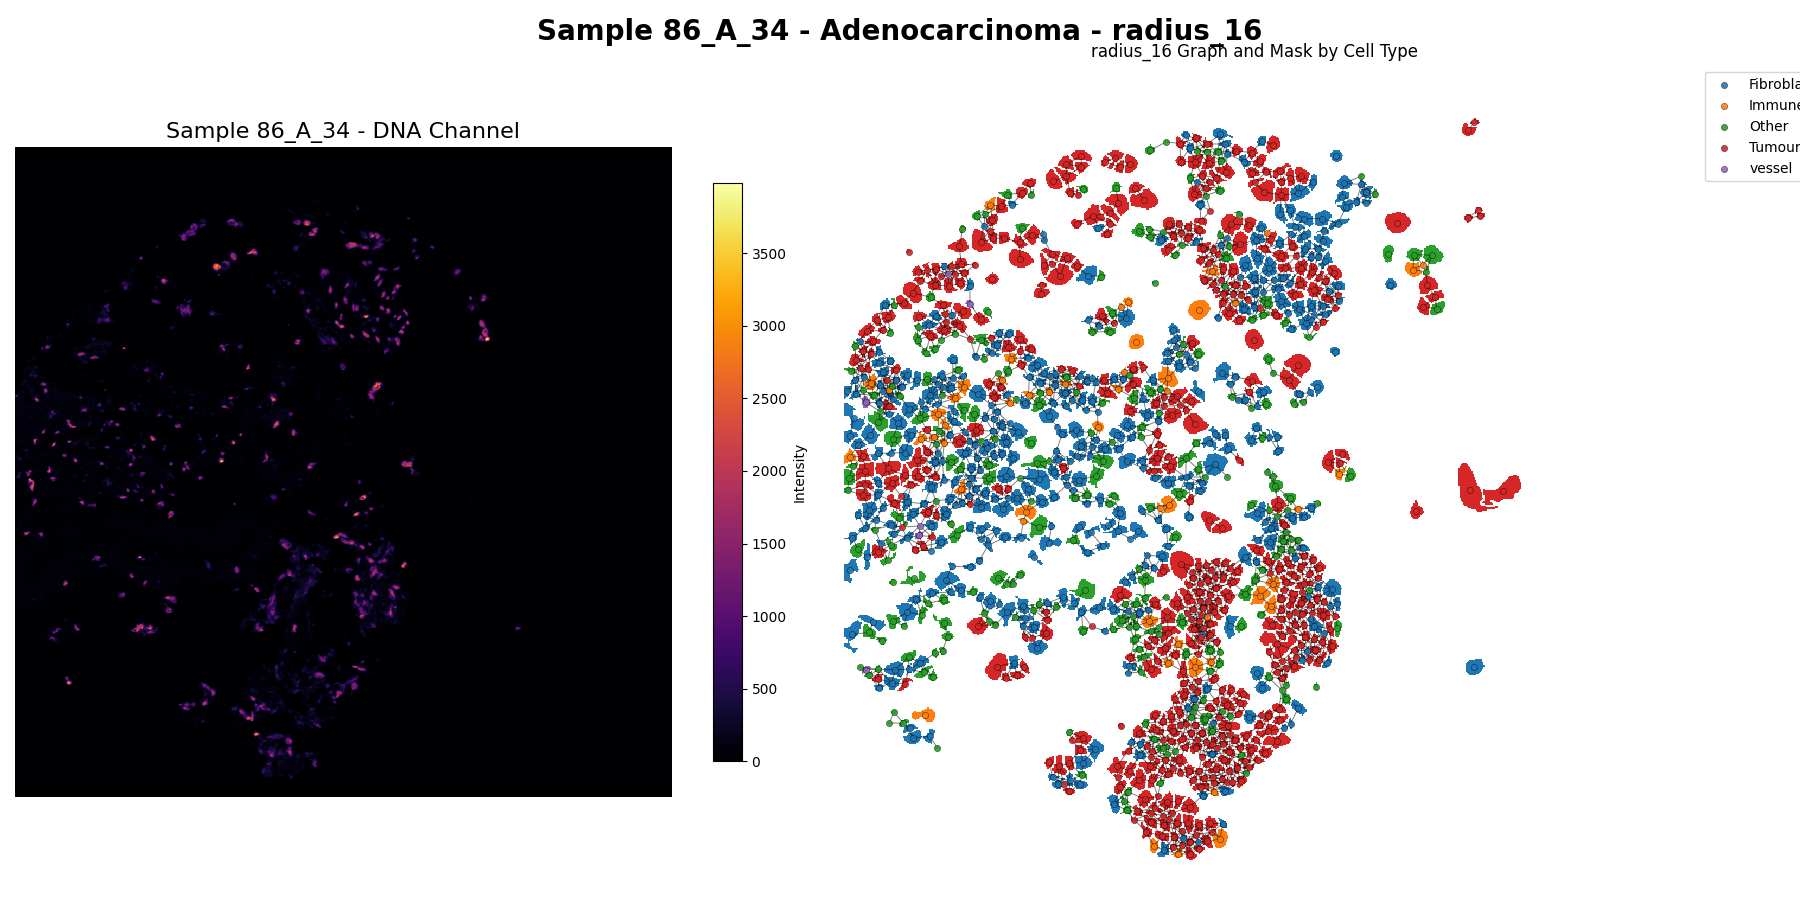 Sample 86_A_34 - Adenocarcinoma - radius_16
radius_16 Graph and Mask by Cell Type
Sample 86_A_34 - DNA Channel
3500
3000
2500
2000
1500
1000
500
0
Intensity
Fibrobla
Immune
Other
Tumour
vessel